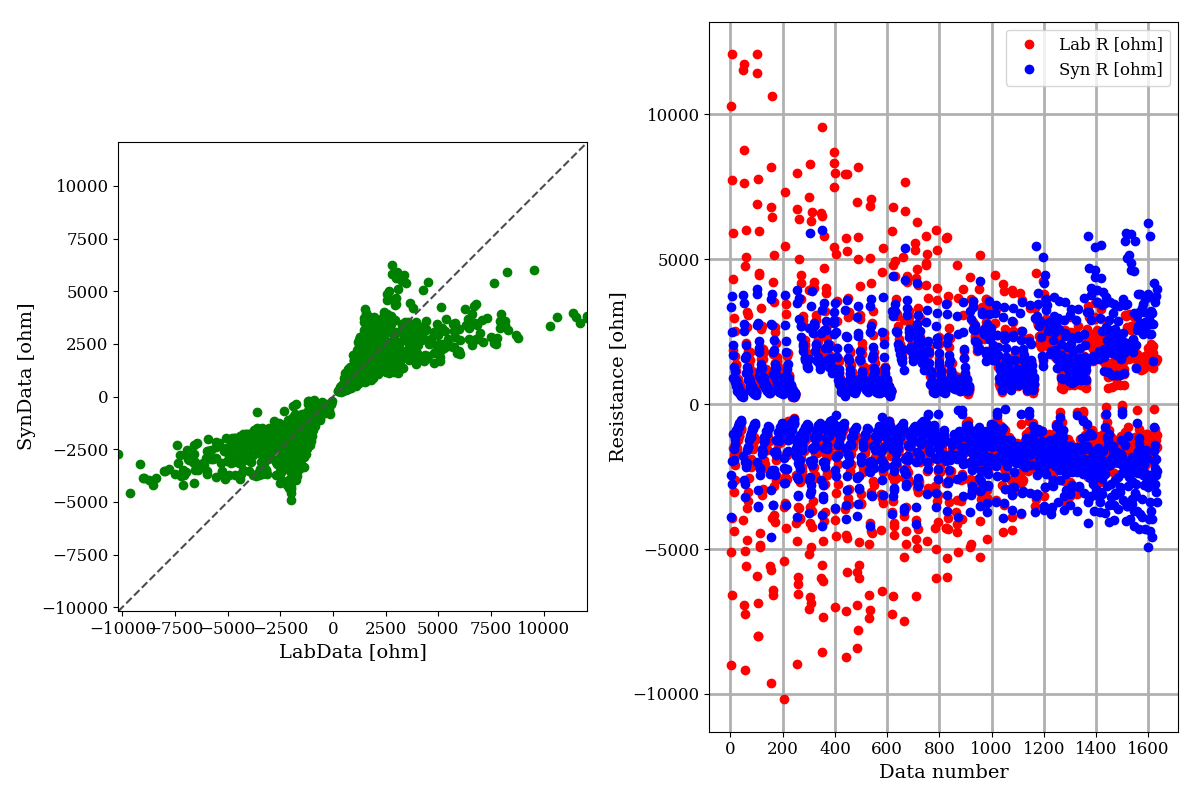 10000
7500
5000
2500
0
−2500
−5000
−7500
−10000
SynData [ohm]
−10000 −7500 −5000 −2500 0 2500 5000 7500 10000
LabData [ohm]
Lab R [ohm]
Syn R [ohm]
10000
5000
0
−5000
−10000
Resistance [ohm]
0 200 400 600 800 1000 1200 1400 1600
Data number